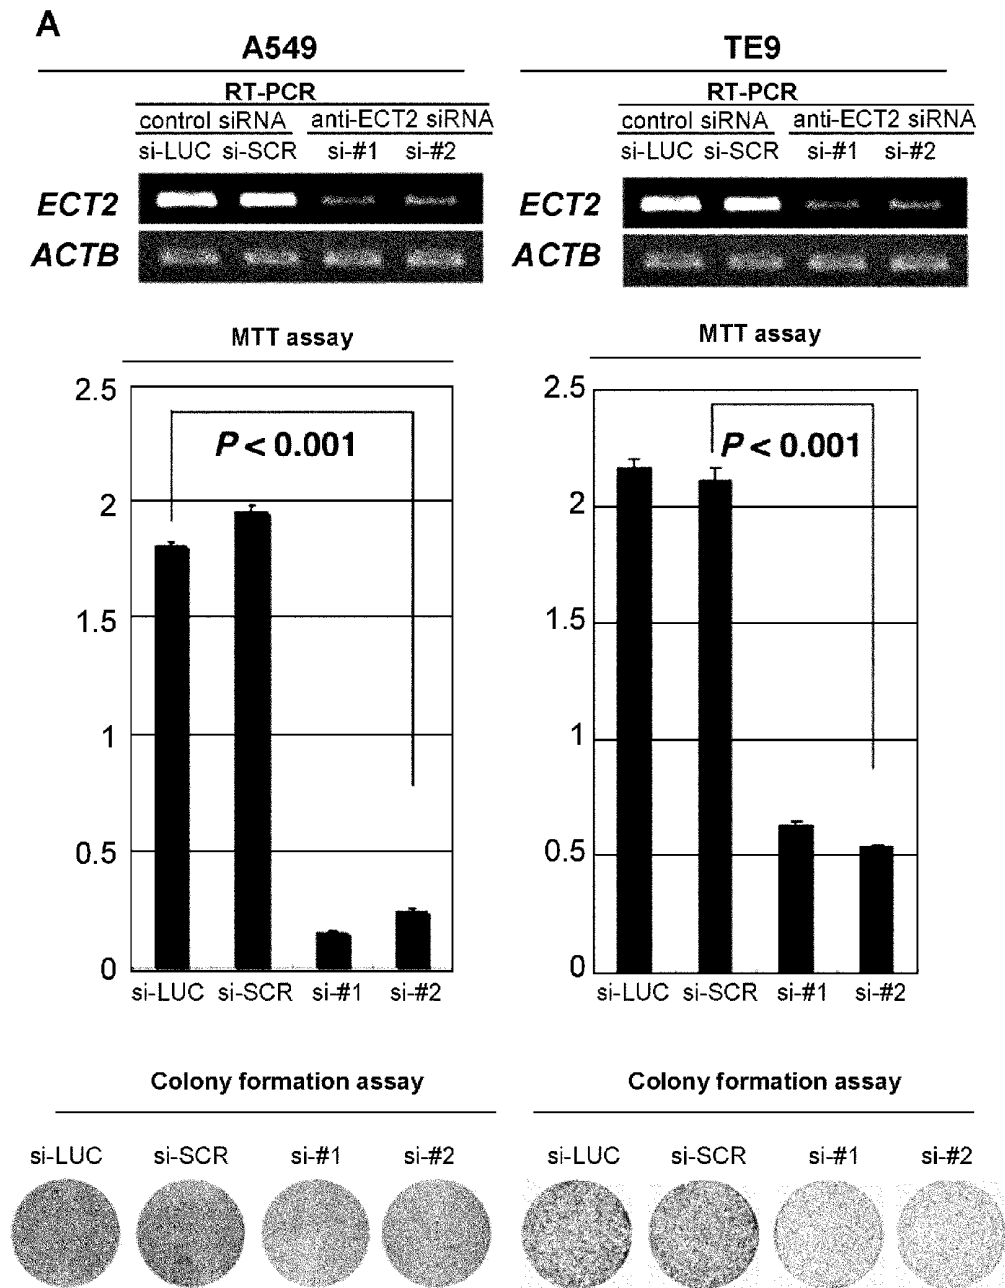 A
A549
TE9
RT-PCR
RT-PCR
control siRNA anti-ECT2 siRNA
control siRNA anti-ECT2 siRNA
si-LUC si-SCR si-#1 si-#2
si-LUC si-SCR si-#1 si-#2
ECT2
ECT2
ACTB
ACTB
MTT assay
MTT assay
2.5
P < 0.001
2
1.5
1
0.5
0
si-LUC si-SCR si-#1 si-#2
2.5
P < 0.001
2
1.5
1
0.5
0
si-LUC si-SCR si-#1 si-#2
Colony formation assay
Colony formation assay
si-LUC si-SCR si-#1 si-#2
si-LUC si-SCR si-#1 si-#2